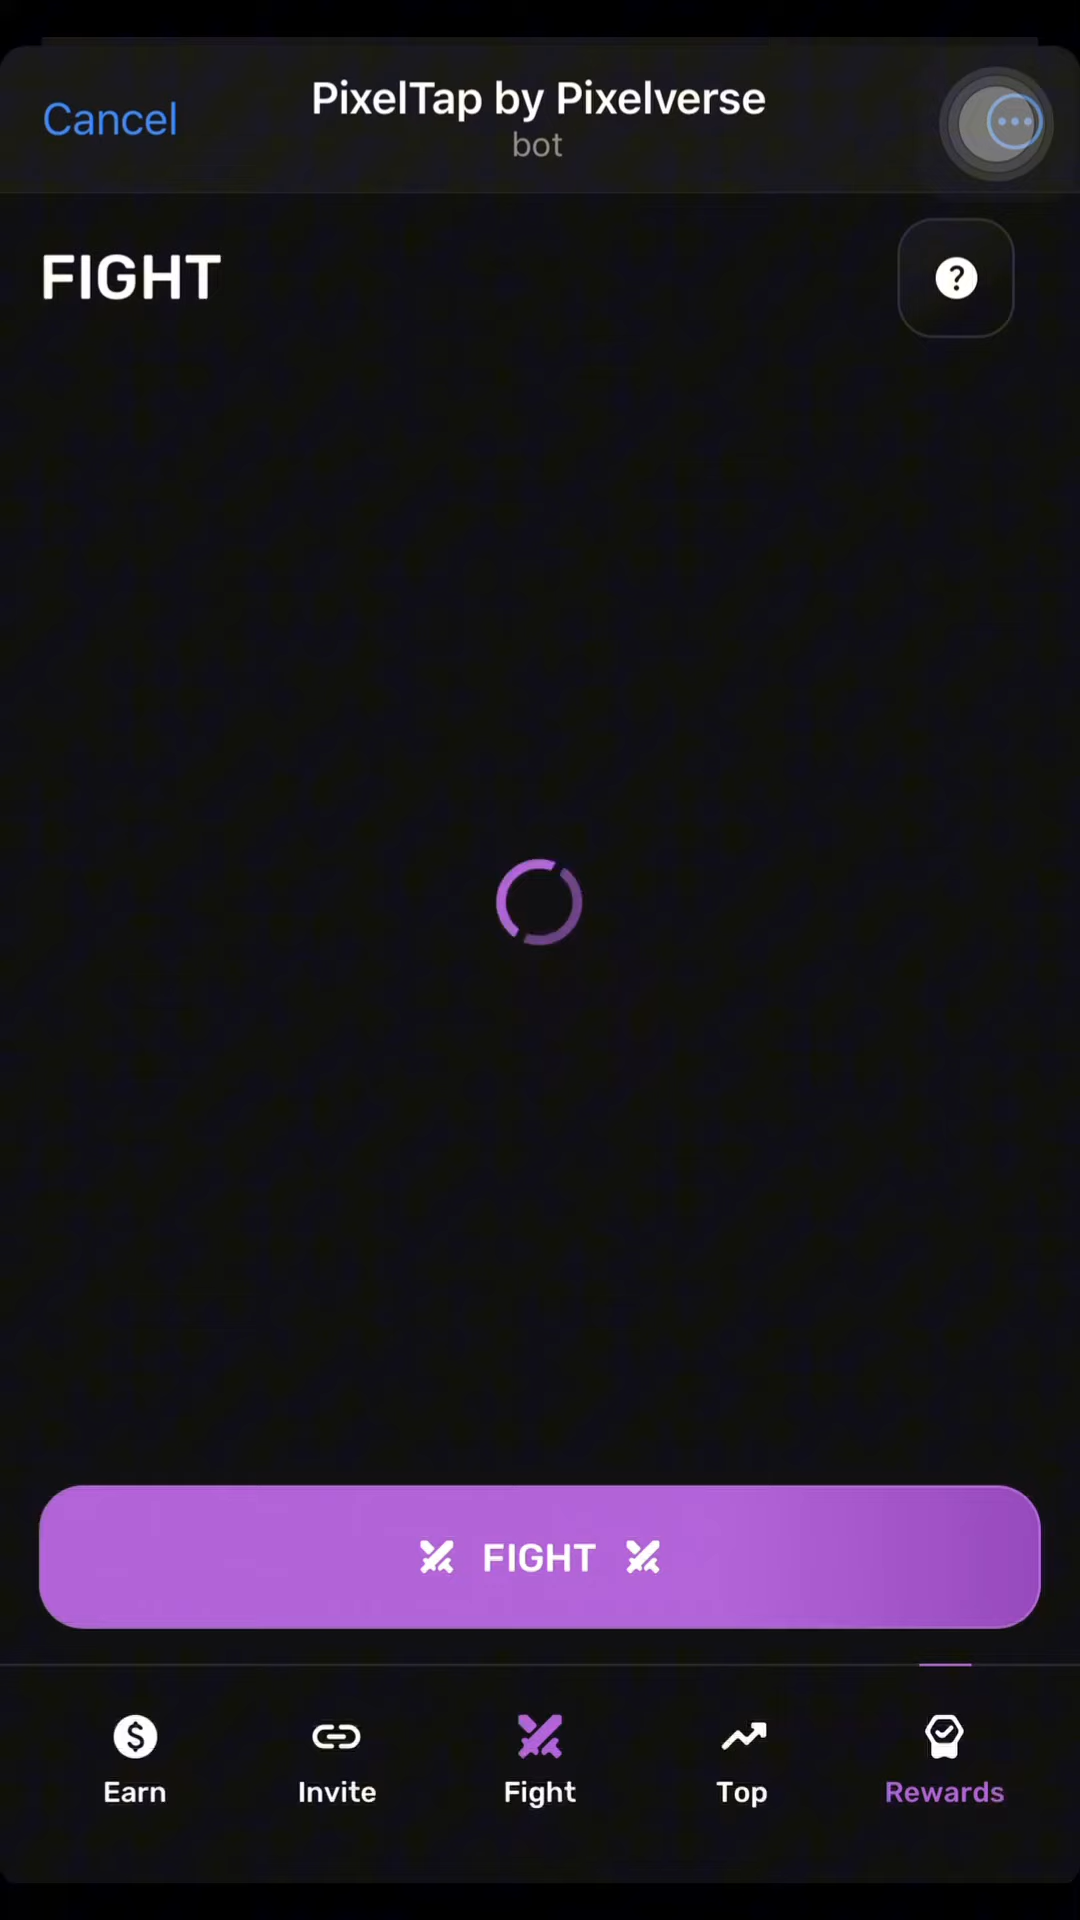 Cancel
PixelTap by Pixelverse
bot
FIGHT
FIGHT
Earn
Invite
Fight
Top
Rewards